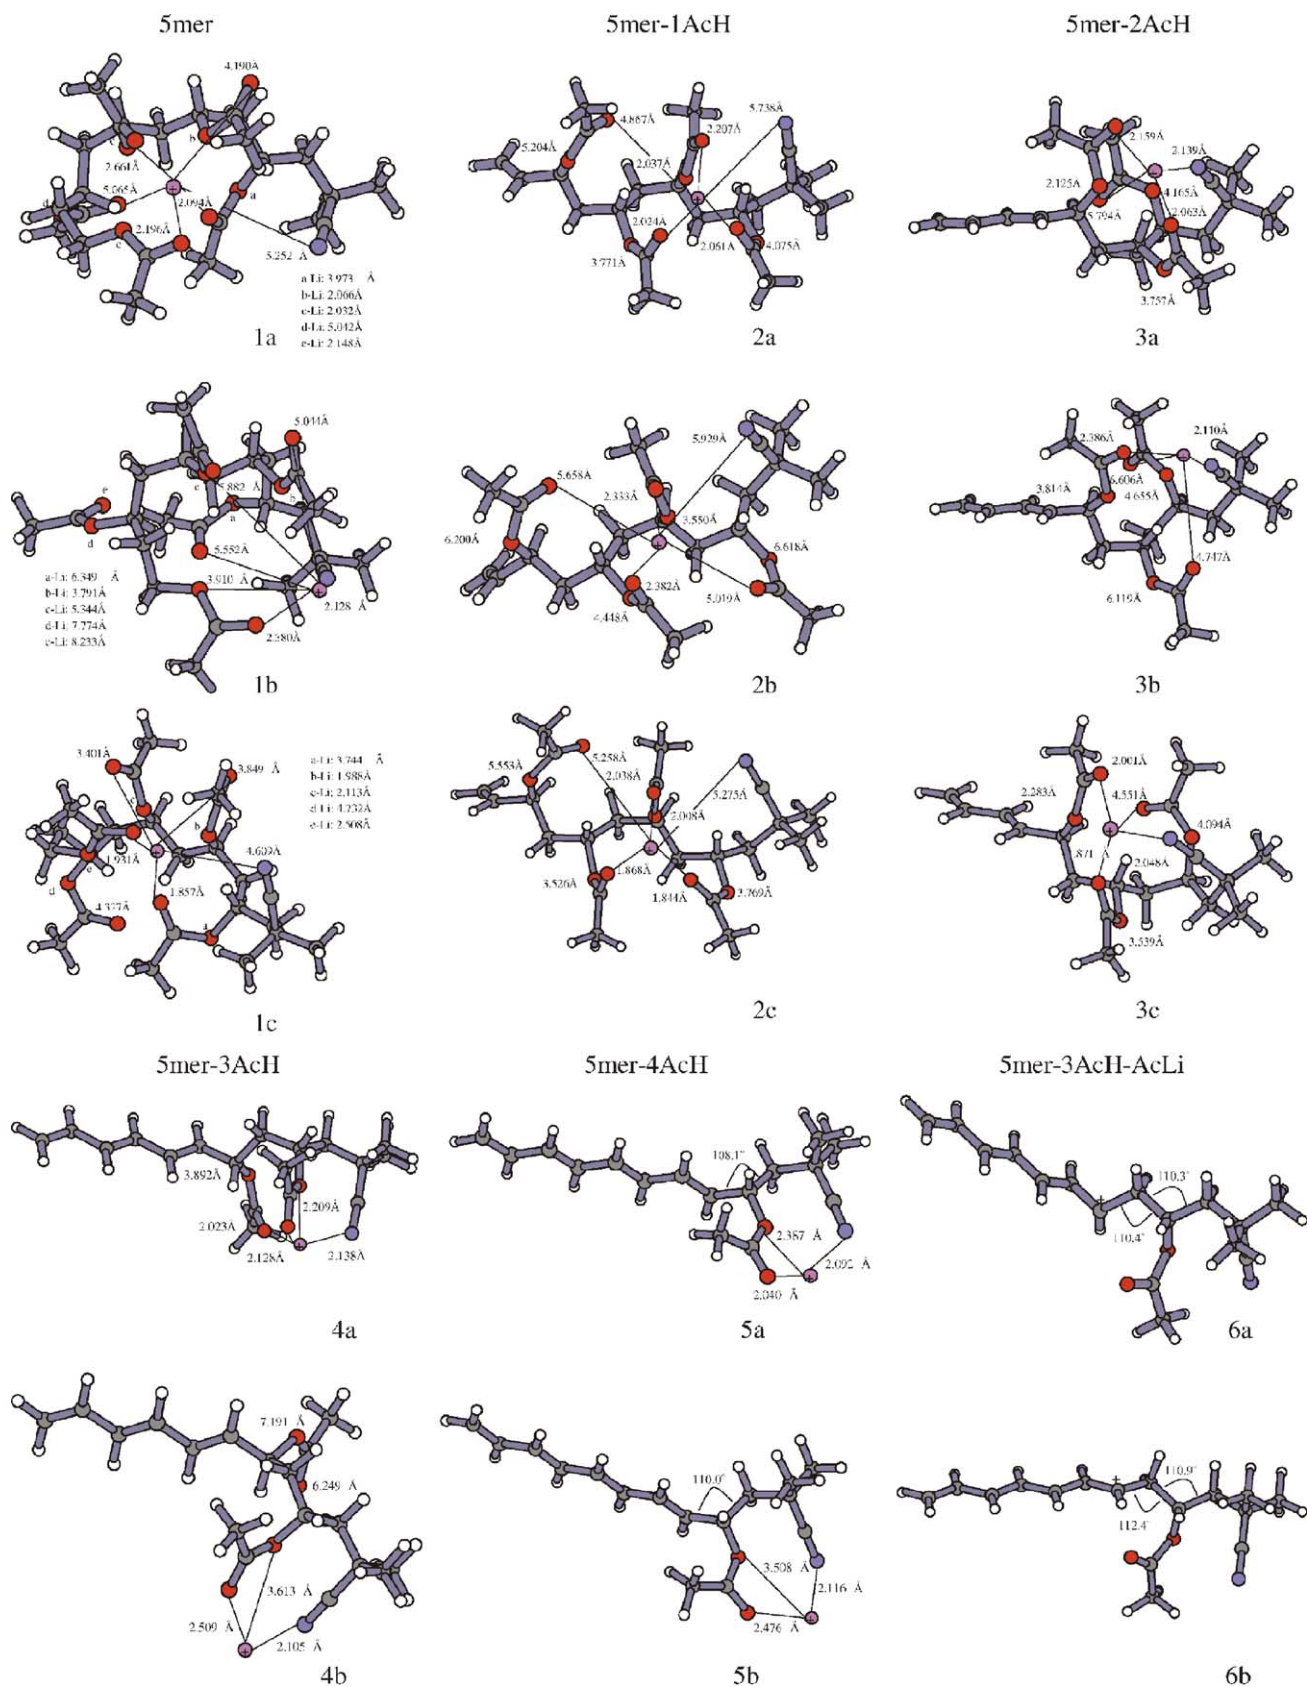 5mer
5mer-1AcH
5mer-2AcH
4.190Å
b
2.661Å
5.065Å
d
2.094Å
a
2.196Å
5.252 Å
a Li: 3.973 Å
b-Li: 2.066Å
c-Li: 2.032Å
d-Li: 5.042Å
e-Li: 2.148Å
1a
4.867Å
5.738Å
2.207Å
5.204Å
2.037Å
2.024Å
3.771Å
2.061Å
4.075Å
2a
2.159Å
2.139Å
2.125Å
4.165Å
5.794Å
2.063Å
3.757Å
3a
5.044Å
e
c
5.882 Å
b
a
d
5.552Å
a-Li: 6.349 Å
b-Li: 3.791Å
c-Li: 5.344Å
d-Li: 7.774Å
e-Li: 8.233Å
3.910 Å
2.128 Å
2.380Å
1b
5.929Å
5.658Å
2.333Å
3.550Å
6.200Å
6.618Å
2.382Å
5.019Å
4.448Å
2b
2.386Å
2.110Å
6.606Å
3.814Å
4.655Å
4.747Å
6.119Å
3b
3.401Å
3.849 Å
a-Li: 3.744 Å
b-Li: 1.988Å
c-Li: 2.113Å
d-Li: 4.232Å
e-Li: 2.508Å
c
b
1.931Å
e
4.609Å
d
1.857Å
4.327Å
a
1c
5.258Å
5.553Å
2.038Å
5.275Å
2.008Å
1.868Å
3.526Å
1.844Å
3.769Å
2c
2.001Å
2.283Å
4.551Å
4.094Å
.871 Å
2.048Å
3.539Å
3c
5mer-3AcH
5mer-4AcH
5mer-3AcH-AcLi
3.892Å
2.209Å
2.023Å
2.128Å
2.138Å
4a
108.1°
2.387 Å
2.092 Å
2.040 Å
5a
110.3°
110.4°
6a
7.191 Å
6.249 Å
3.613 Å
2.509 Å
2.105 Å
4b
110.0°
3.508 Å
2.116 Å
2.476 Å
5b
110.9°
112.4°
6b